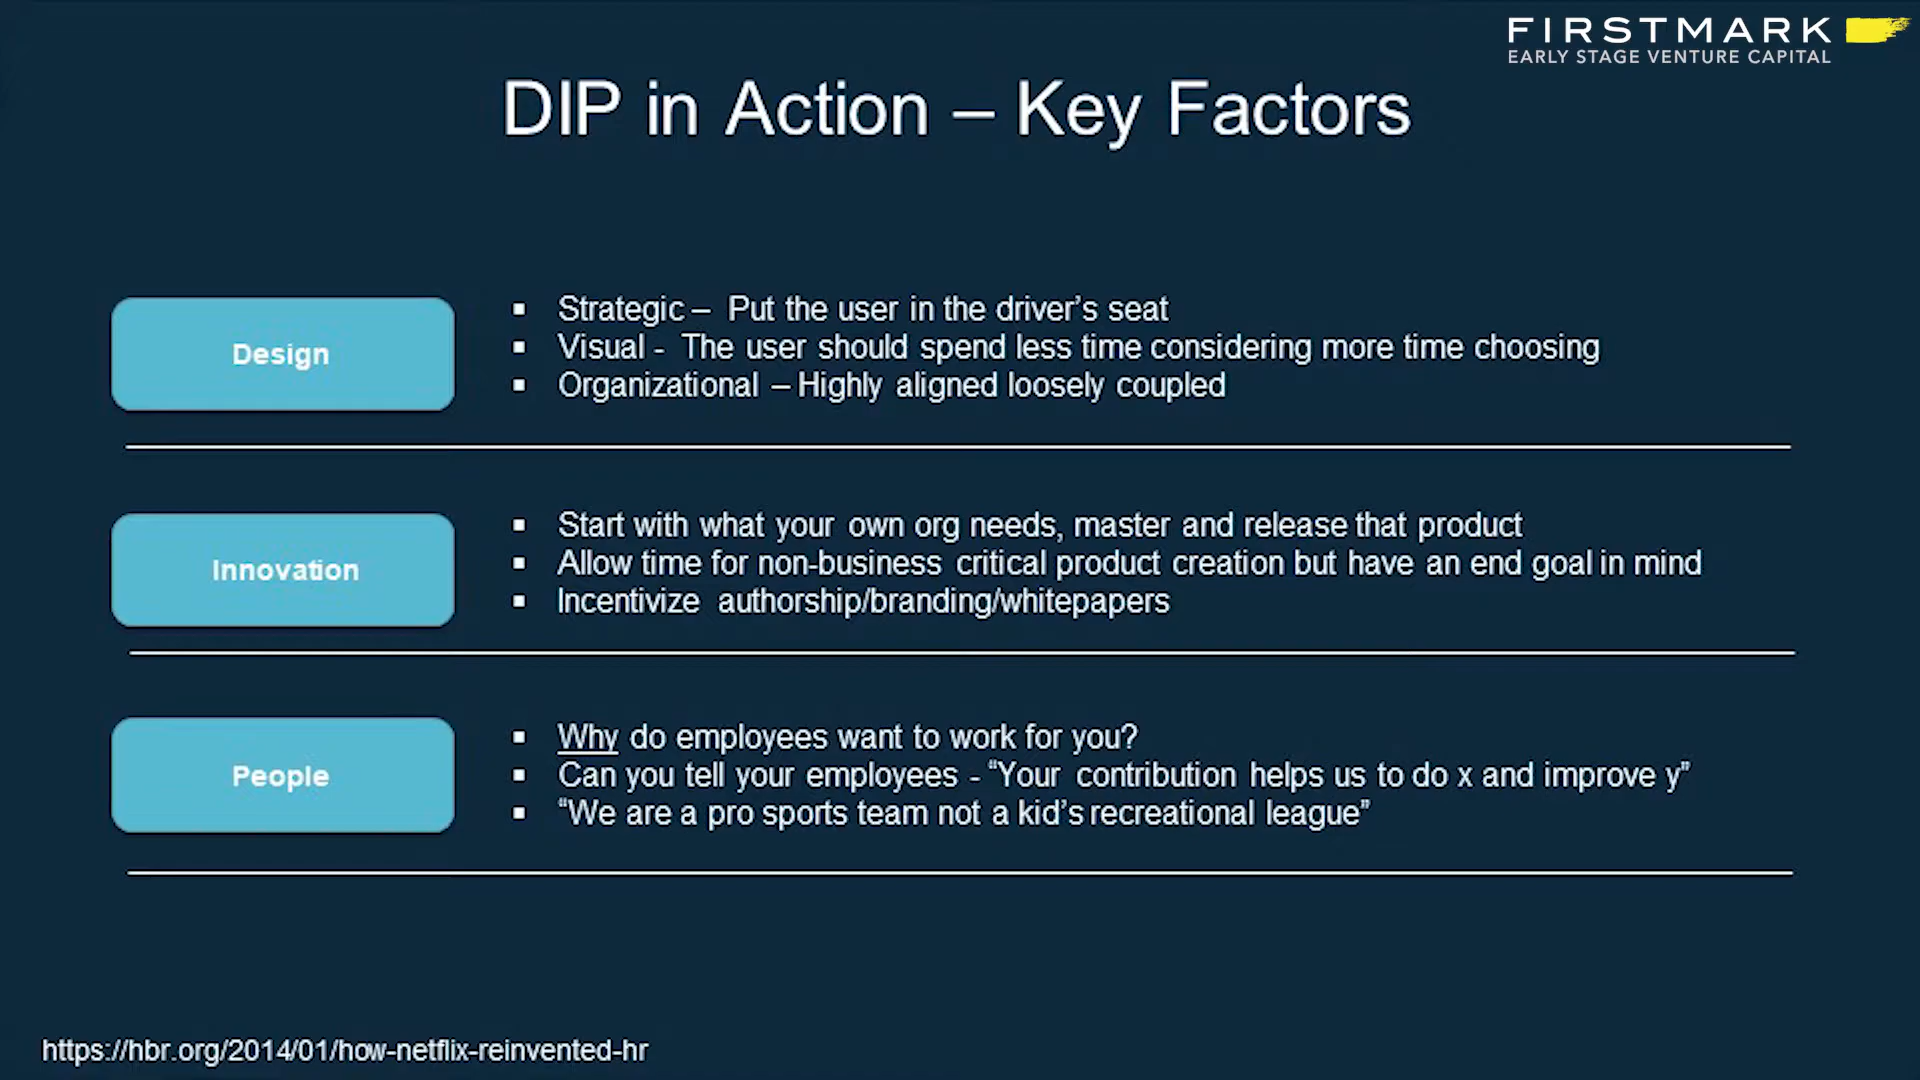 FIRSTMARK
EARLY STAGE VENTURE CAPITAL
DIP in Action – Key Factors
Design
▪ Strategic – Put the user in the driver’s seat
▪ Visual - The user should spend less time considering more time choosing
▪ Organizational – Highly aligned loosely coupled
Innovation
▪ Start with what your own org needs, master and release that product
▪ Allow time for non-business critical product creation but have an end goal in mind
▪ Incentivize authorship/branding/whitepapers
People
▪ Why do employees want to work for you?
▪ Can you tell your employees - “Your contribution helps us to do x and improve y”
▪ “We are a pro sports team not a kid’s recreational league”
https://hbr.org/2014/01/how-netflix-reinvented-hr